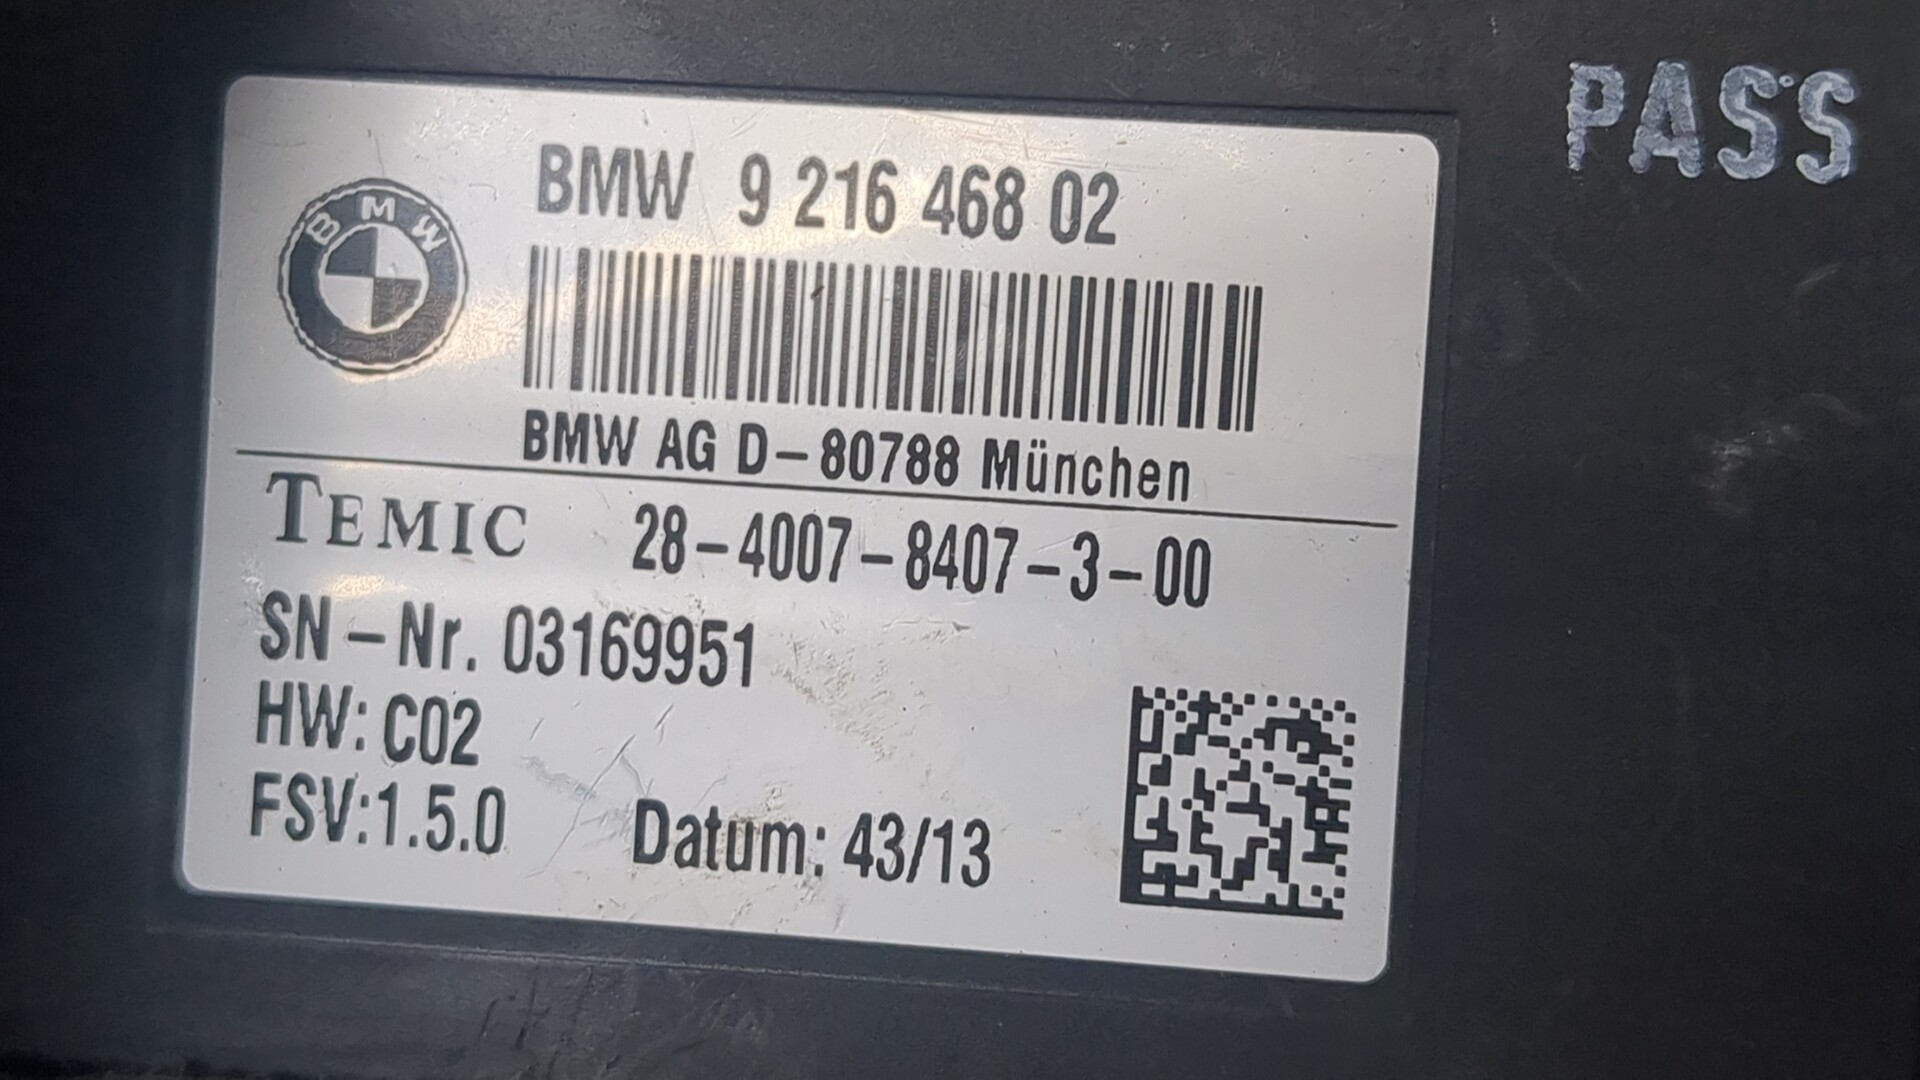 PASS
BMW 9 216 468 02
BMW
BMW AG D-80788 München
TEMIC 28-4007-8407-3-00
SN-Nr. 03169951
HW: C02
FSV:1.5.0 Datum: 43/13